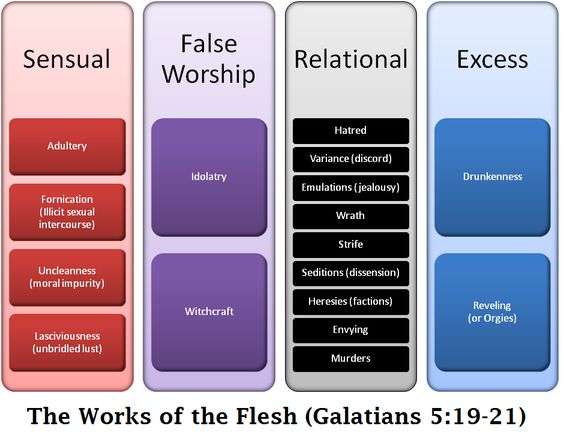 Sensual
Adultery
Fornication
(Illicit sexual
intercourse)
Uncleanness
(moral impurity)
Lasciviousness
(unbridled lust)
False
Worship
Idolatry
Witchcraft
Relational
Hatred
Variance (discord)
Emulations (jealousy)
Wrath
Strife
Seditions (dissension)
Heresies (factions)
Envying
Murders
Excess
Drunkenness
Reveling
(or Orgies)
The Works of the Flesh (Galatians 5:19-21)